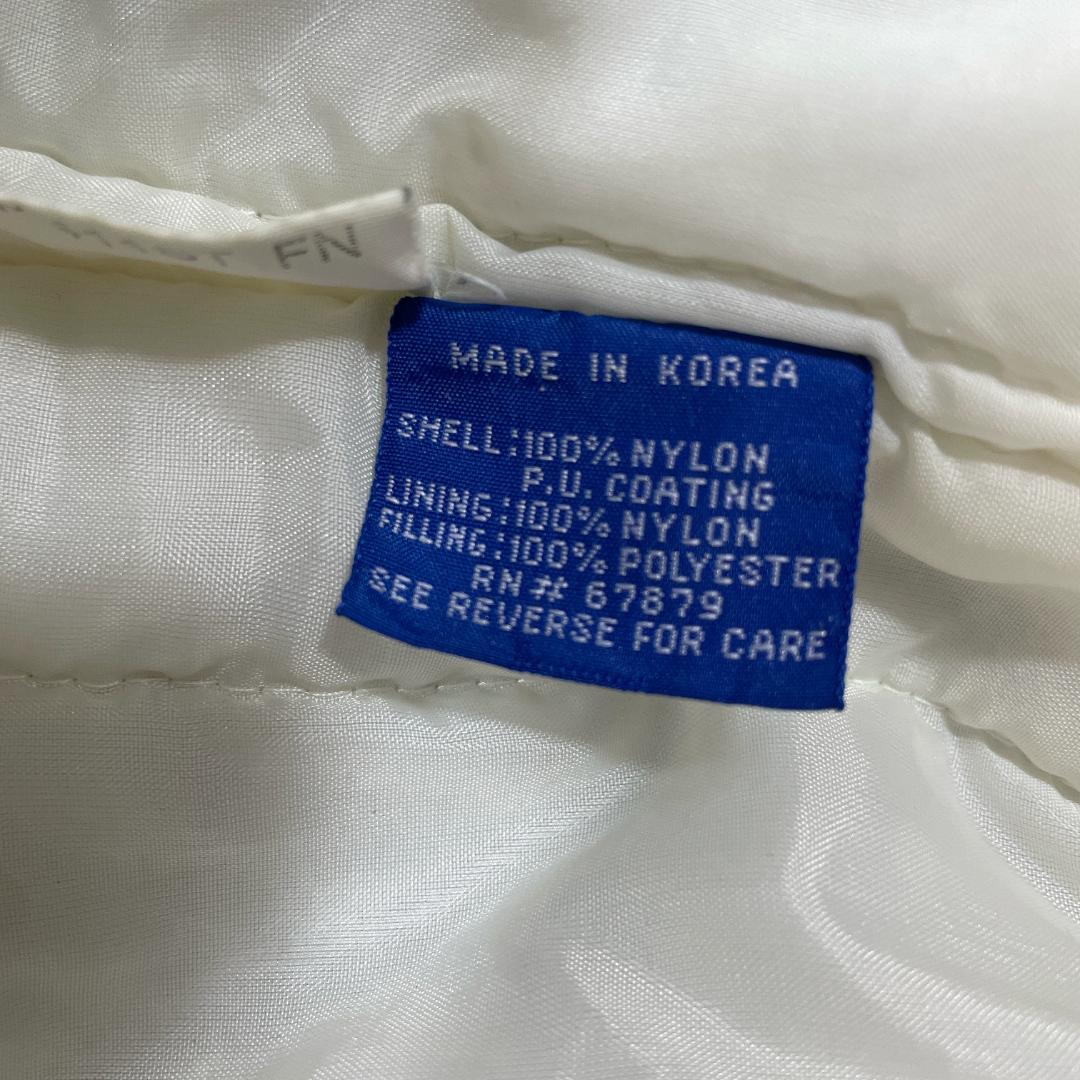 MADE IN KOREA
SHELL:100% NYLON
P.U. COATING
LINING:100% NYLON
FILLING:100% POLYESTER
RN# 67879
SEE REVERSE FOR CARE